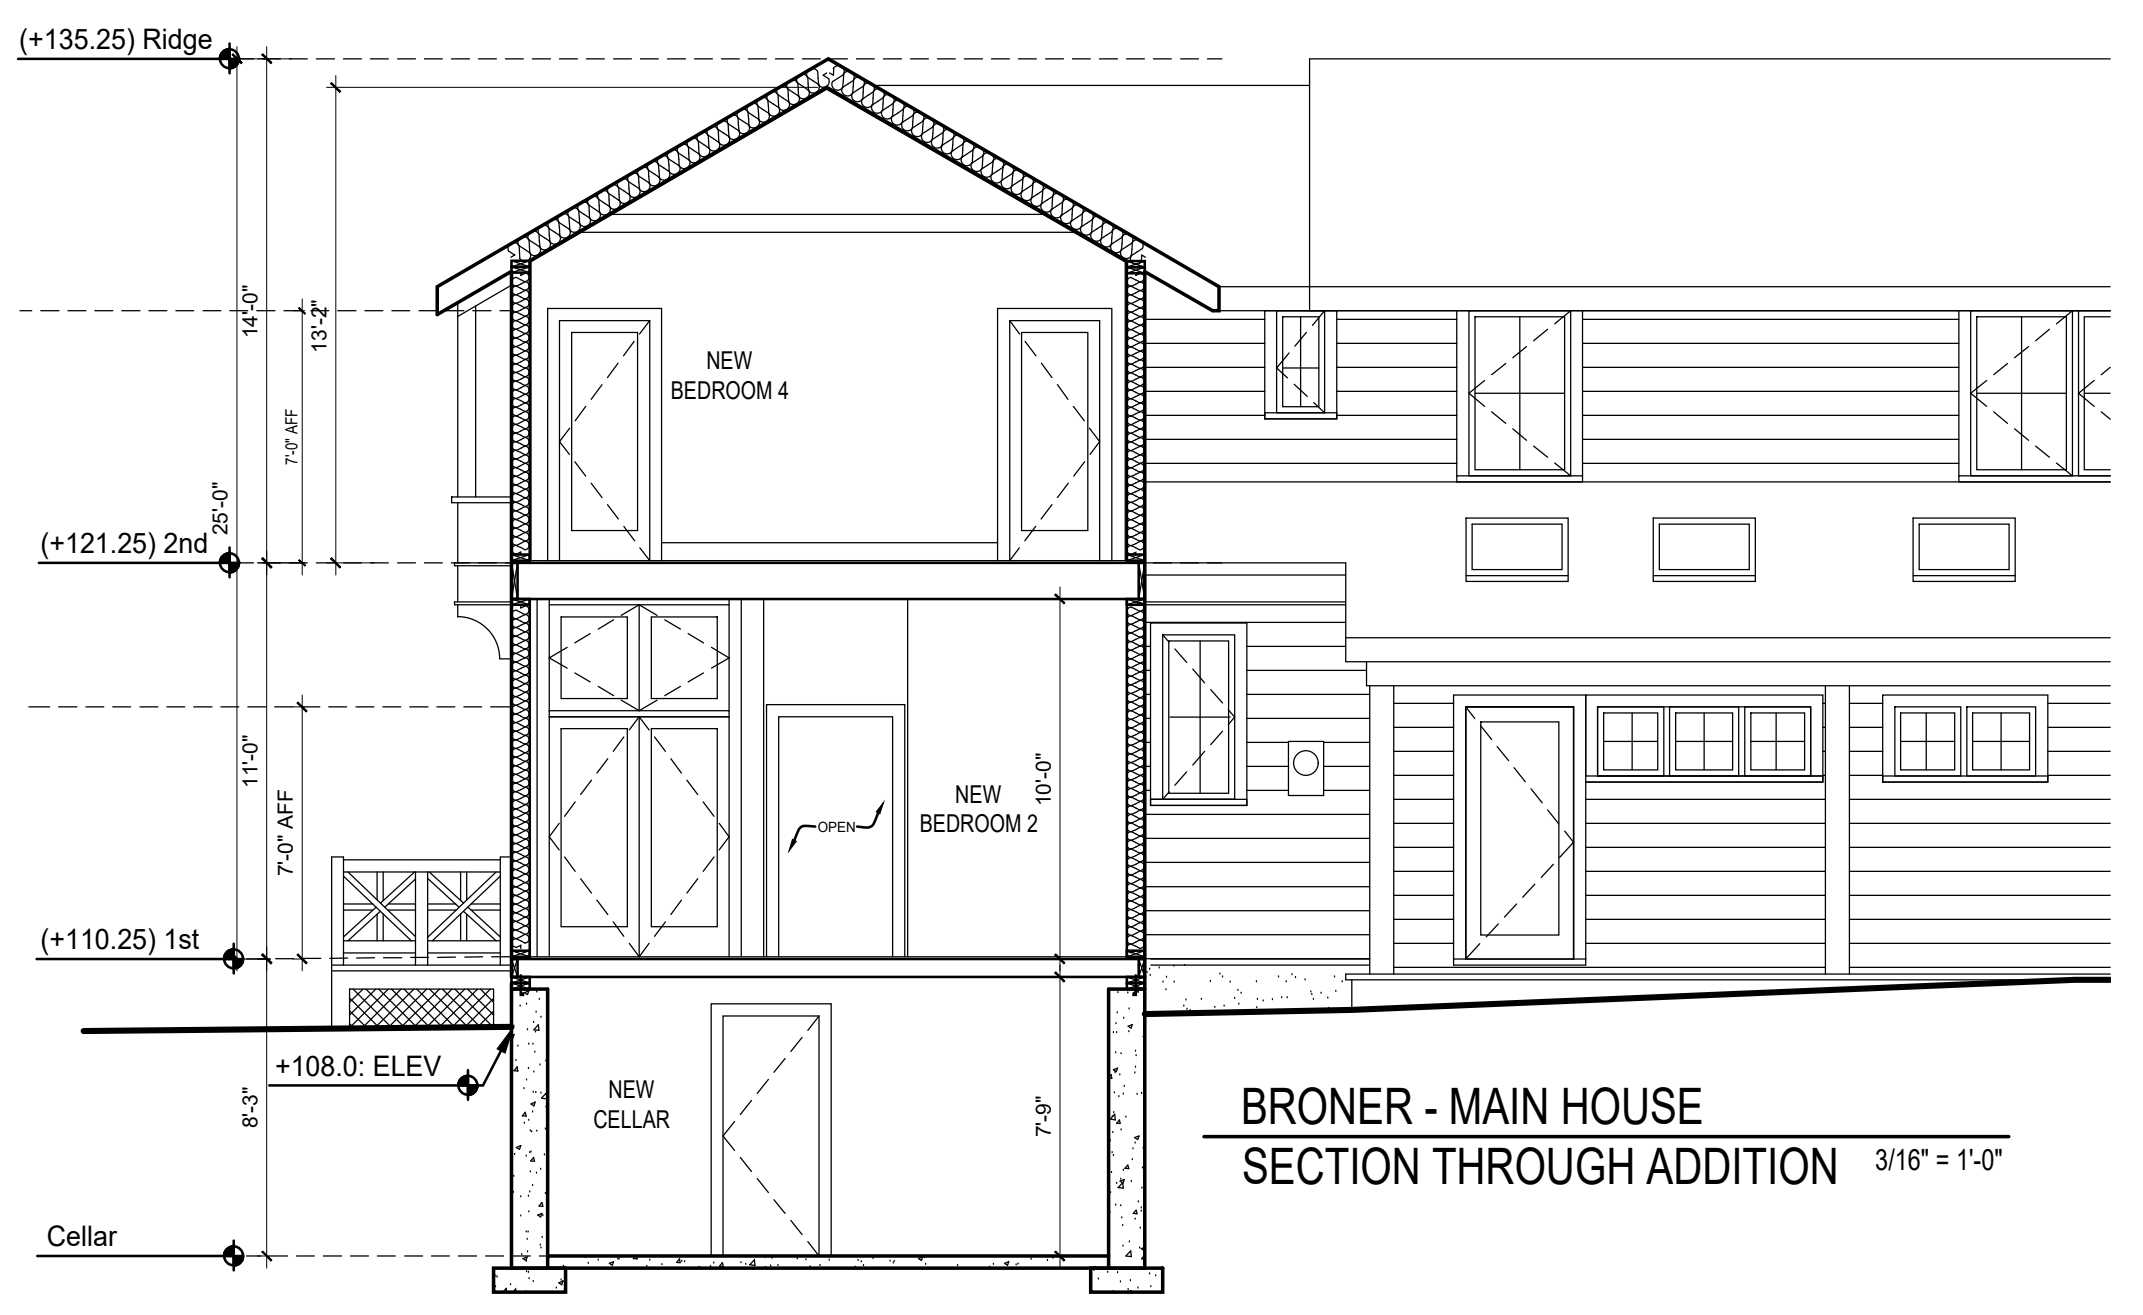 (+135.25) Ridge
14'-0"
13'-2"
NEW
BEDROOM 4
7'-0" AFF
25'-0"
(+121.25) 2nd
11'-0"
7'-0" AFF
10'-0"
NEW
BEDROOM 2
OPEN
(+110.25) 1st
+108.0: ELEV
8'-3"
NEW
CELLAR
7'-9"
BRONER - MAIN HOUSE
SECTION THROUGH ADDITION 3/16" = 1'-0"
Cellar